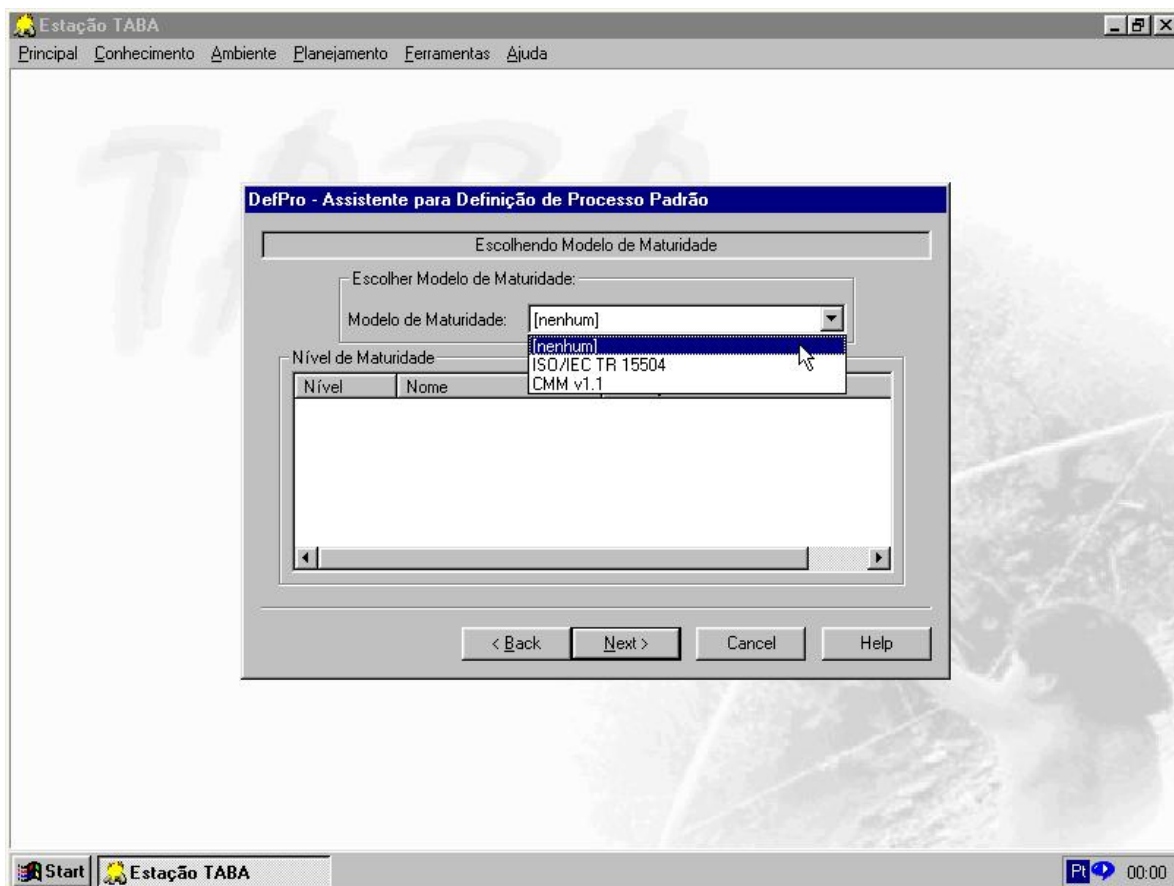 Estação TABA
Principal Conhecimento Ambiente Planejamento Ferramentas Ajuda
TABA
DefPro - Assistente para Definição de Processo Padrão
Escolhendo Modelo de Maturidade
Escolher Modelo de Maturidade:
Modelo de Maturidade: [nenhum]
[nenhum]
ISO/IEC TR 15504
CMM v1.1
Nível de Maturidade
Nível Nome
< Back Next > Cancel Help
Start Estação TABA Pt 00:00